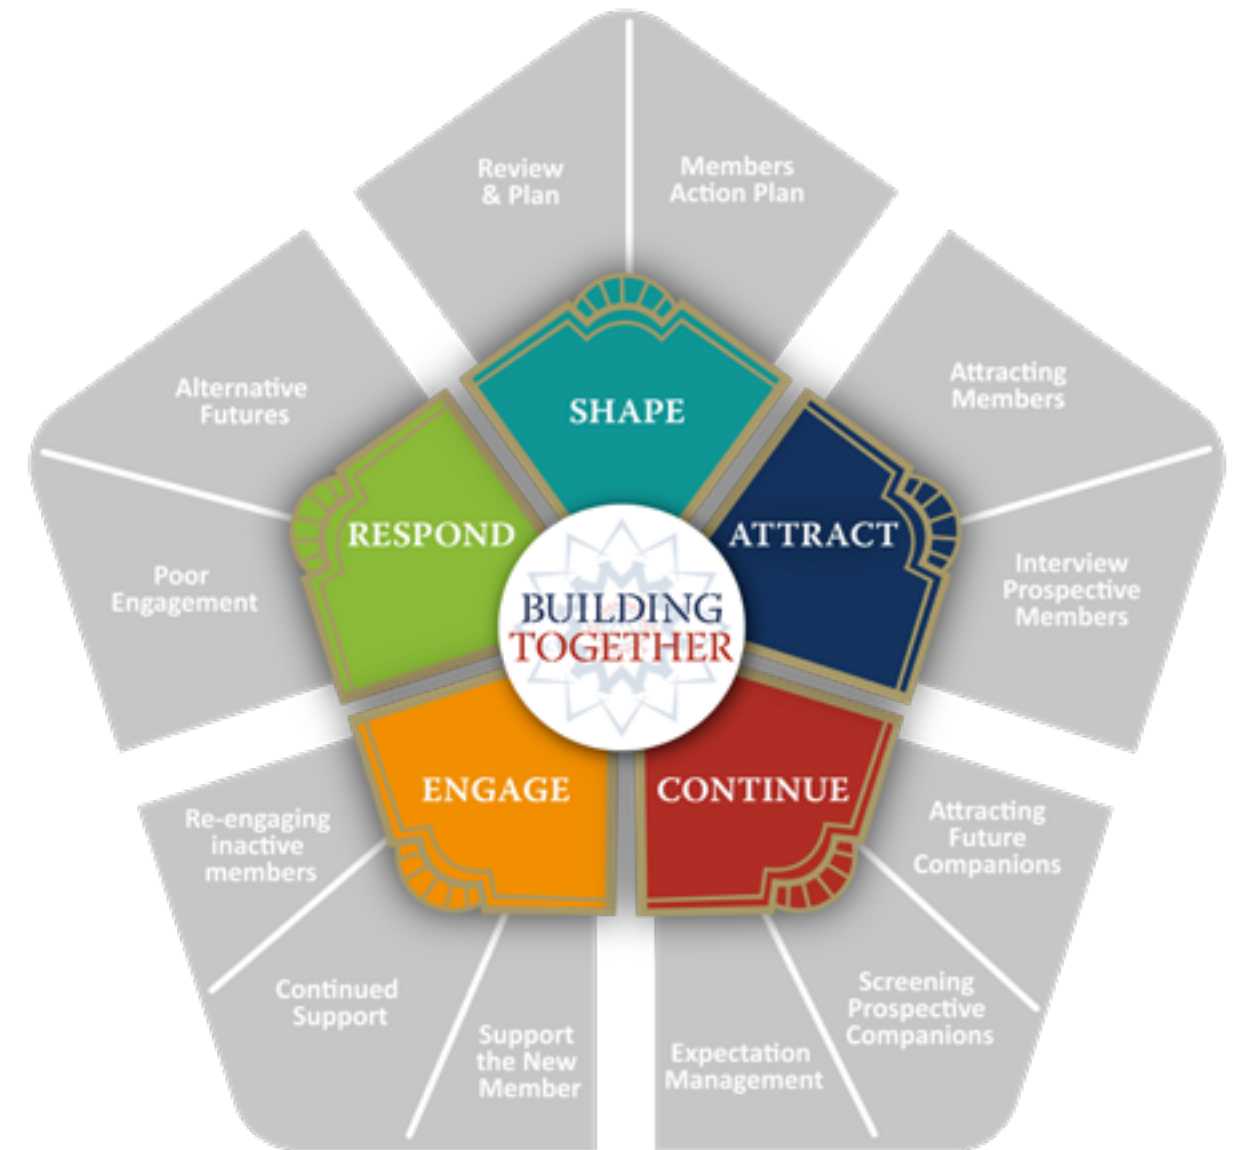 Review
& Plan
Members
Action Plan
Attracting
Members
Interview
Prospective
Members
Attracting
Future
Companions
Screening
Prospective
Companions
Expectation
Management
Support
the New
Member
Continued
Support
Re-engaging
inactive
members
Poor
Engagement
Alternative
Futures
SHAPE
ATTRACT
CONTINUE
ENGAGE
RESPOND
BUILDING
TOGETHER